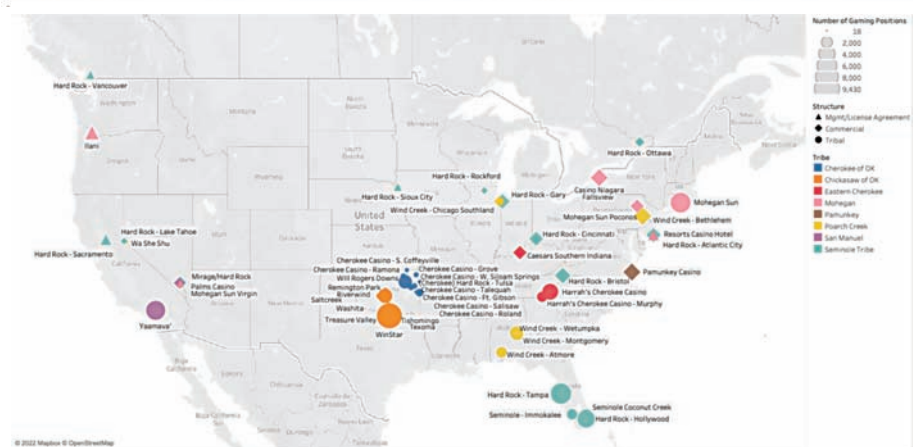 Number of Gaming Positions
18
2,000
4,000
6,000
8,000
9,430
Structure
Mgmt/License Agreement
Commercial
Tribal
Tribe
Cherokee of OK
Chickasaw of OK
Eastern Cherokee
Mohegan
Pamunkey
Poarch Creek
San Manuel
Seminole Tribe
Hard Rock - Vancouver
Washington
Montana
Ilani
Oregon
Hard Rock - Ottawa
Hard Rock - Rockford
Hard Rock - Sioux City
Hard Rock - Gary
Wind Creek - Chicago Southland
Casino Niagara
Fallsview
Mohegan Sun
Mohegan Sun Pocono
Wind Creek - Bethlehem
United
States
Hard Rock - Lake Tahoe
Wa She Shu
Hard Rock - Sacramento
Hard Rock - Cincinnati
Resorts Casino Hotel
Hard Rock - Atlantic City
Caesars Southern Indiana
Cherokee Casino - S. Coffeyville
Cherokee Casino - Ramona
Cherokee Casino - Grove
Will Rogers Downs
Cherokee Casino - W. Siloam Springs
(Cherokee) Hard Rock - Tulsa
Mirage/Hard Rock
Palms Casino
Mohegan Sun Virgin
Remington Park
Riverwind
Saltcreek
Washita
Treasure Valley
WinStar
Tishomingo
Texoma
Cherokee Casino - Talequah
Cherokee Casino - Ft. Gibson
Cherokee Casino - Salisaw
Cherokee Casino - Roland
Hard Rock - Bristol
Pamunkey Casino
Harrah's Cherokee Casino
Harrah's Cherokee Casino - Murphy
Yaamava'
Wind Creek - Wetumpka
Wind Creek - Montgomery
Wind Creek - Atmore
Hard Rock - Tampa
Seminole Coconut Creek
Seminole - Immokalee
Hard Rock - Hollywood
© 2022 Mapbox © OpenStreetMap